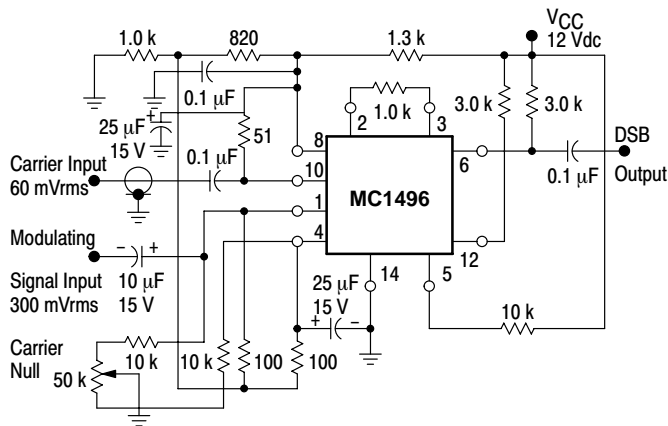 1.0 k
820
1.3 k
VCC
12 Vdc
0.1 μF
1.0 k
3.0 k
3.0 k
25 μF
15 V
+
51
2
3
8
6
DSB
Carrier Input
60 mVrms
0.1 μF
10
MC1496
0.1 μF
Output
1
Modulating
4
12
− +
14
5
Signal Input
300 mVrms
10 μF
15 V
25 μF
15 V
+ −
10 k
Carrier
Null
10 k
10 k
100
100
50 k